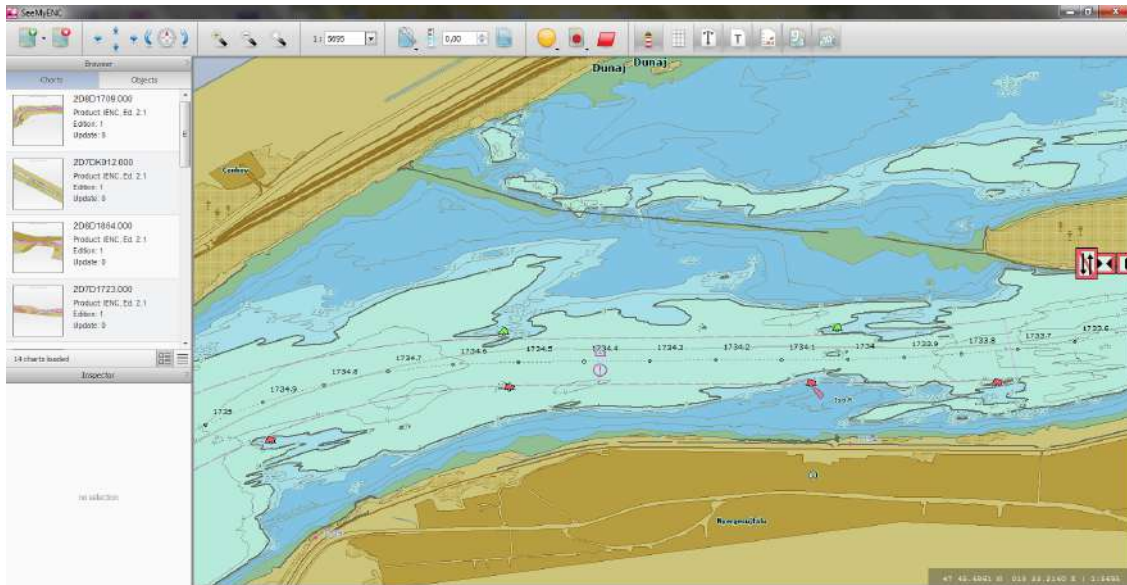 SeeMyENC
1: 5695
0,00
T
Browser
Charts
Objects
2D8D1709.000
Product: IENC, Ed. 2.1
Edition: 1
Update: 0
2D7DK912.000
Product: IENC, Ed. 2.1
Edition: 1
Update: 0
2D8D1884.000
Product: IENC, Ed. 2.1
Edition: 1
Update: 0
2D7D1723.000
Product: IENC, Ed. 2.1
Edition: 1
Update: 0
14 charts loaded
Inspector
no selection
Dunaj Dunaj
1733.6
1733.7
1733.8
1733.9
1734
1734.1
1734.2
1734.3
1734.4
1734.5
1734.6
1734.7
1734.8
1734.9
1735